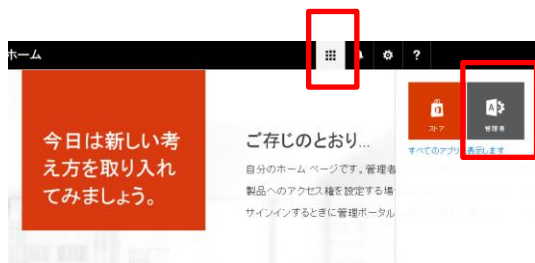 ホーム
?
今日は新しい考
え方を取り入れ
てみましょう。
ご存じのとおり...
自分のホーム ページです。管理者
製品へのアクセス権を設定する場
サインインするときに管理ポータル
ストア
管理者
すべてのアプリ 表示します